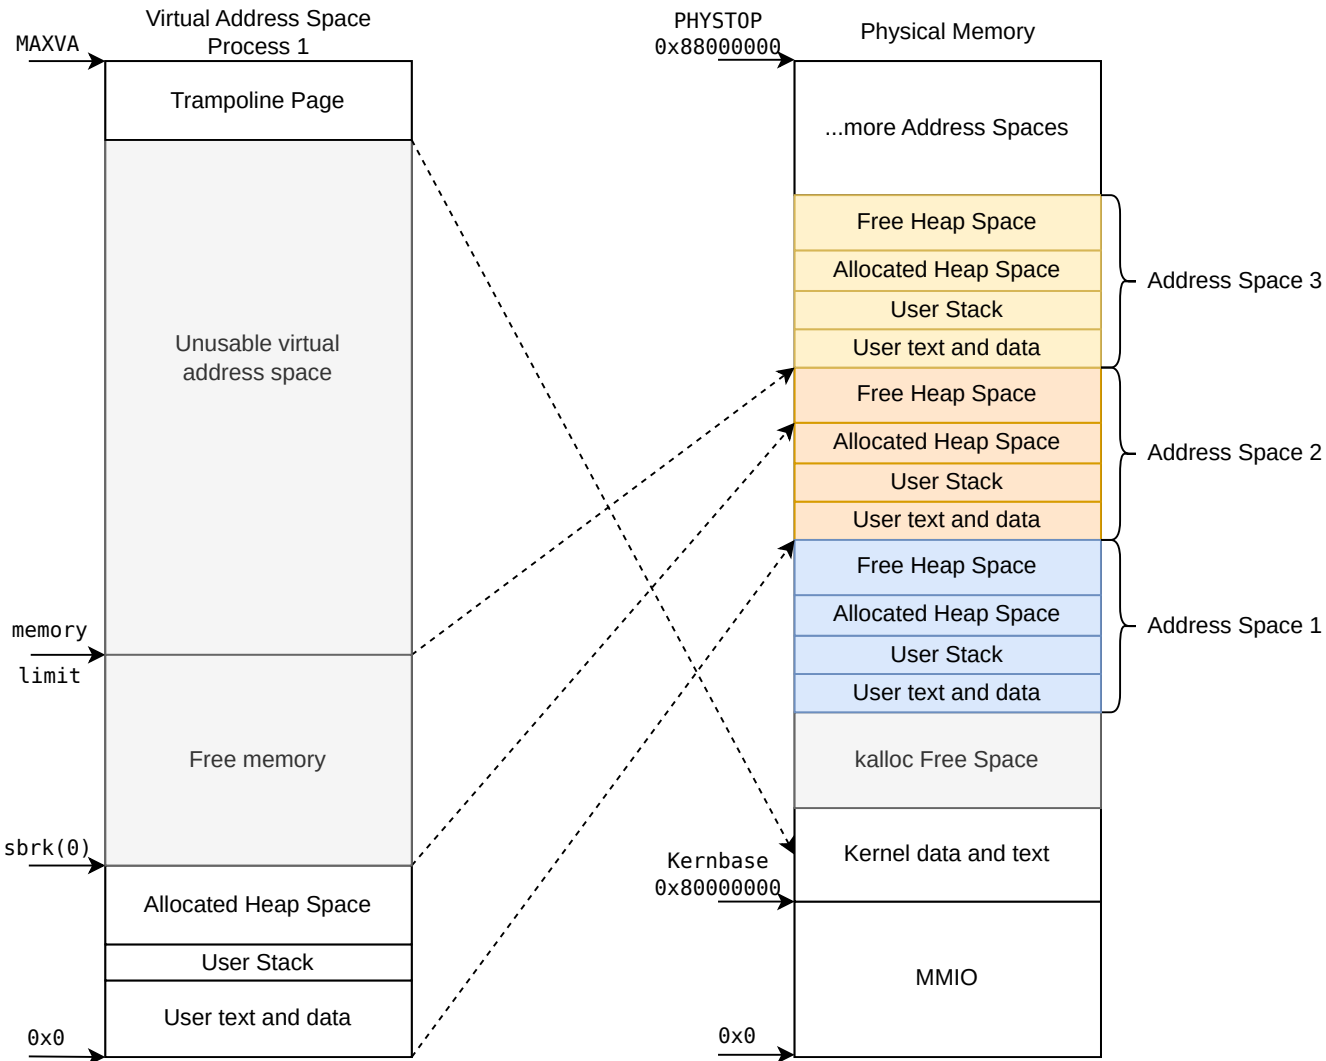 Virtual Address Space
Process 1
MAXVA
Trampoline Page
Unusable virtual
address space
memory
limit
Free memory
sbrk(0)
Allocated Heap Space
User Stack
User text and data
0x0
PHYSTOP
0x88000000
Physical Memory
...more Address Spaces
Free Heap Space
Allocated Heap Space
User Stack
User text and data
Address Space 3
Free Heap Space
Allocated Heap Space
User Stack
User text and data
Address Space 2
Free Heap Space
Allocated Heap Space
User Stack
User text and data
Address Space 1
kalloc Free Space
Kernel data and text
Kernbase
0x80000000
MMIO
0x0